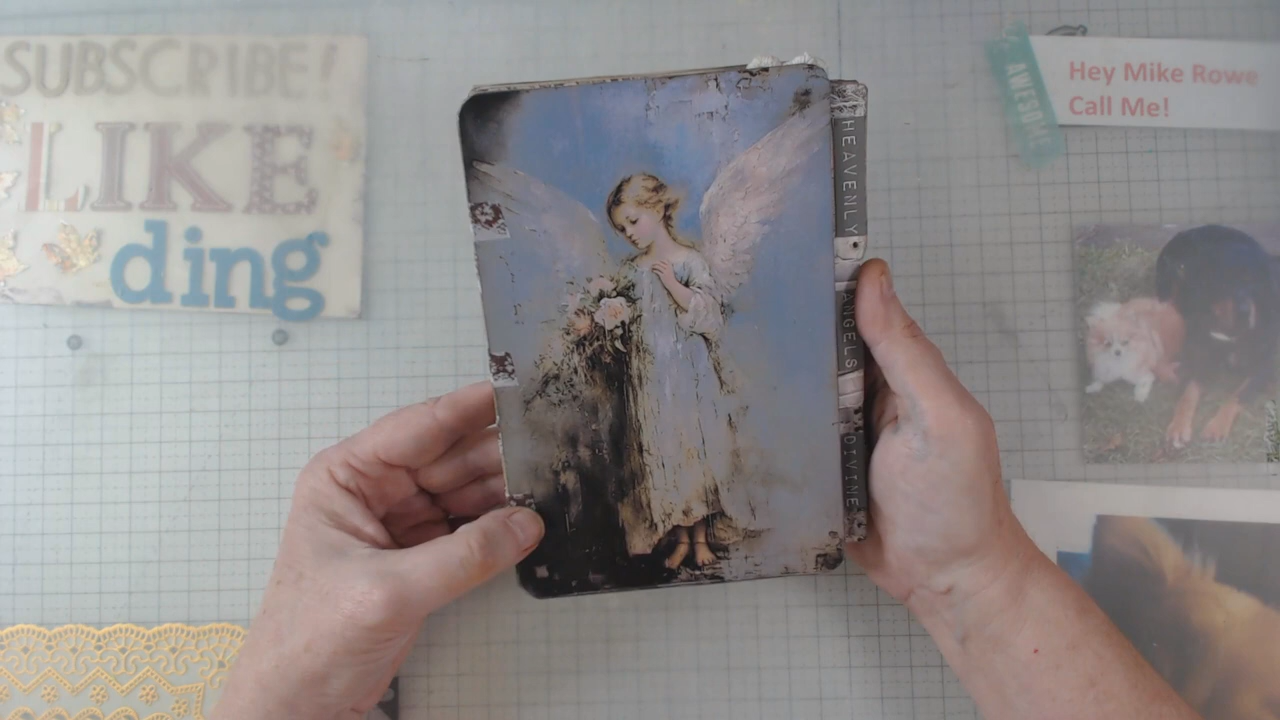 SUBSCRIBE!
LIKE
ding
HEAVENLY
ANGELS
DIVINE
AWESOME
Hey Mike Rowe
Call Me!